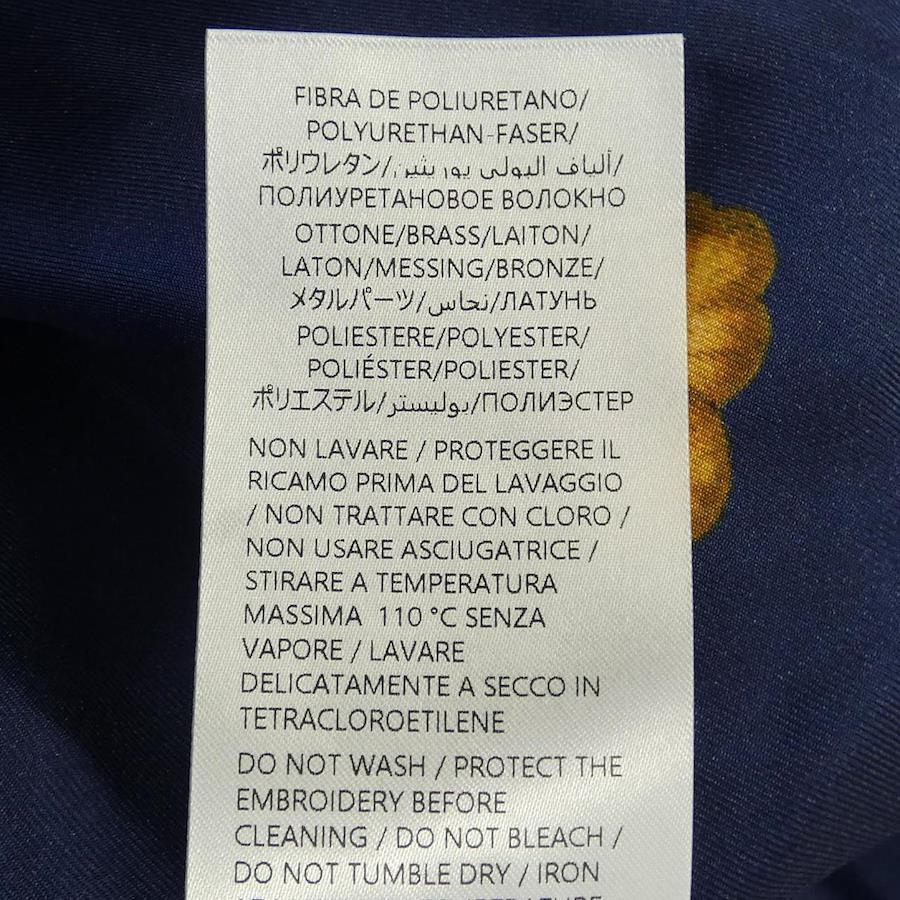 FIBRA DE POLIURETANO/
POLYURETHAN-FASER/
ポリウレタン/ألياف البولي يوريثين/
ПОЛИУРЕТАНОВОЕ ВОЛОКНО
OTTONE/BRASS/LAITON/
LATON/MESSING/BRONZE/
メタルパーツ/نحاس/ЛАТУНЬ
POLIESTERE/POLYESTER/
POLIÉSTER/POLIESTER/
ポリエステル/بوليستر/ПОЛИЭСТЕР
NON LAVARE / PROTEGGERE IL
RICAMO PRIMA DEL LAVAGGIO
/ NON TRATTARE CON CLORO /
NON USARE ASCIUGATRICE /
STIRARE A TEMPERATURA
MASSIMA 110 °C SENZA
VAPORE / LAVARE
DELICATAMENTE A SECCO IN
TETRACLOROETILENE
DO NOT WASH / PROTECT THE
EMBROIDERY BEFORE
CLEANING / DO NOT BLEACH /
DO NOT TUMBLE DRY / IRON